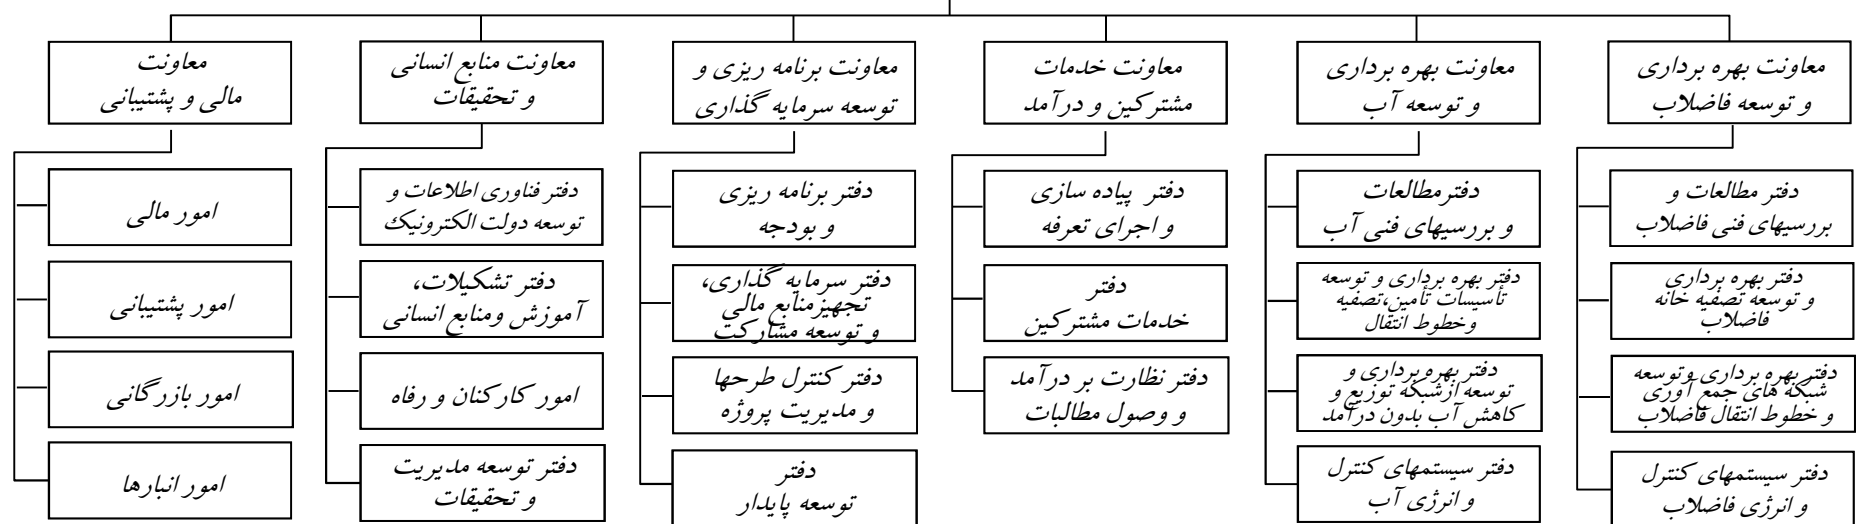 معاونت بهره برداری
و توسعه فاضلاب
دفتر مطالعات و
بررسیهای فنی فاضلاب
دفتر بهره برداری
و توسعه تصفیه خانه
فاضلاب
دفتر بهره برداری وتوسعه
شبکه های جمع آوری
و خطوط انتقال فاضلاب
دفتر سیستمهای کنترل
و انرژی فاضلاب
معاونت بهره برداری
و توسعه آب
دفترمطالعات
و بررسیهای فنی آب
دفتر بهره برداری و توسعه
تأسیسات تأمین،تصفیه
وخطوط انتقال
دفتر بهره برداری و
توسعه ازشبکه توزیع و
کاهش آب بدون درآمد
دفتر سیستمهای کنترل
و انرژی آب
معاونت خدمات
مشترکین و درآمد
دفتر پیاده سازی
و اجرای تعرفه
دفتر
خدمات مشترکین
دفتر نظارت بر درآمد
و وصول مطالبات
معاونت برنامه ریزی و
توسعه سرمایه گذاری
دفتر برنامه ریزی
و بودجه
دفتر سرمایه گذاری،
تجهیزمنابع مالی
و توسعه مشارکت
دفتر کنترل طرحها
و مدیریت پروژه
دفتر
توسعه پایدار
معاونت منابع انسانی
و تحقیقات
دفتر فناوری اطلاعات و
توسعه دولت الکترونیک
دفتر تشکیلات،
آموزش ومنابع انسانی
امور کارکنان و رفاه
دفتر توسعه مدیریت
و تحقیقات
معاونت
مالی و پشتیبانی
امور مالی
امور پشتیبانی
امور بازرگانی
امور انبارها